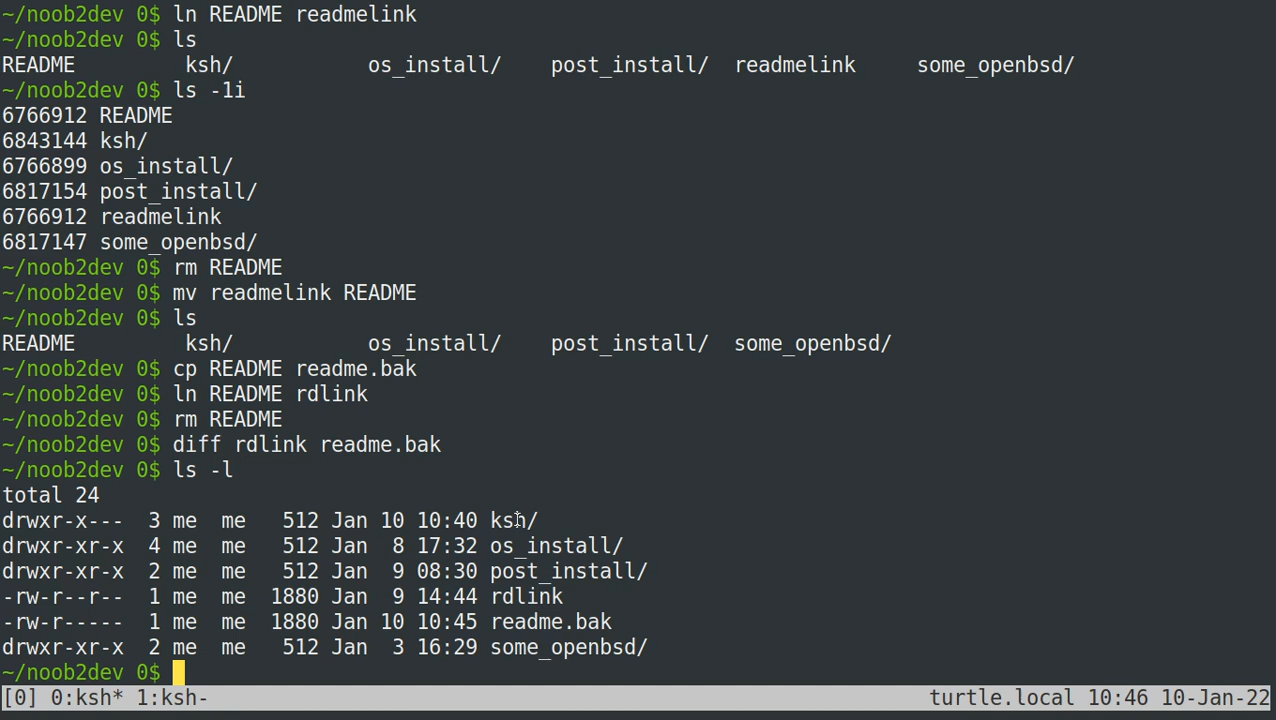 ~/noob2dev 0$ ln README readmelink
~/noob2dev 0$ ls
README         ksh/           os_install/    post_install/  readmelink     some_openbsd/
~/noob2dev 0$ ls -1i
6766912 README
6843144 ksh/
6766899 os_install/
6817154 post_install/
6766912 readmelink
6817147 some_openbsd/
~/noob2dev 0$ rm README
~/noob2dev 0$ mv readmelink README
~/noob2dev 0$ ls
README         ksh/           os_install/    post_install/  some_openbsd/
~/noob2dev 0$ cp README readme.bak
~/noob2dev 0$ ln README rdlink
~/noob2dev 0$ rm README
~/noob2dev 0$ diff rdlink readme.bak
~/noob2dev 0$ ls -l
total 24
drwxr-x---  3 me  me   512 Jan 10 10:40 ksh/
drwxr-xr-x  4 me  me   512 Jan  8 17:32 os_install/
drwxr-xr-x  2 me  me   512 Jan  9 08:30 post_install/
-rw-r--r--  1 me  me  1880 Jan  9 14:44 rdlink
-rw-r-----  1 me  me  1880 Jan 10 10:45 readme.bak
drwxr-xr-x  2 me  me   512 Jan  3 16:29 some_openbsd/
~/noob2dev 0$
[0] 0:ksh* 1:ksh- turtle.local 10:46 10-Jan-22